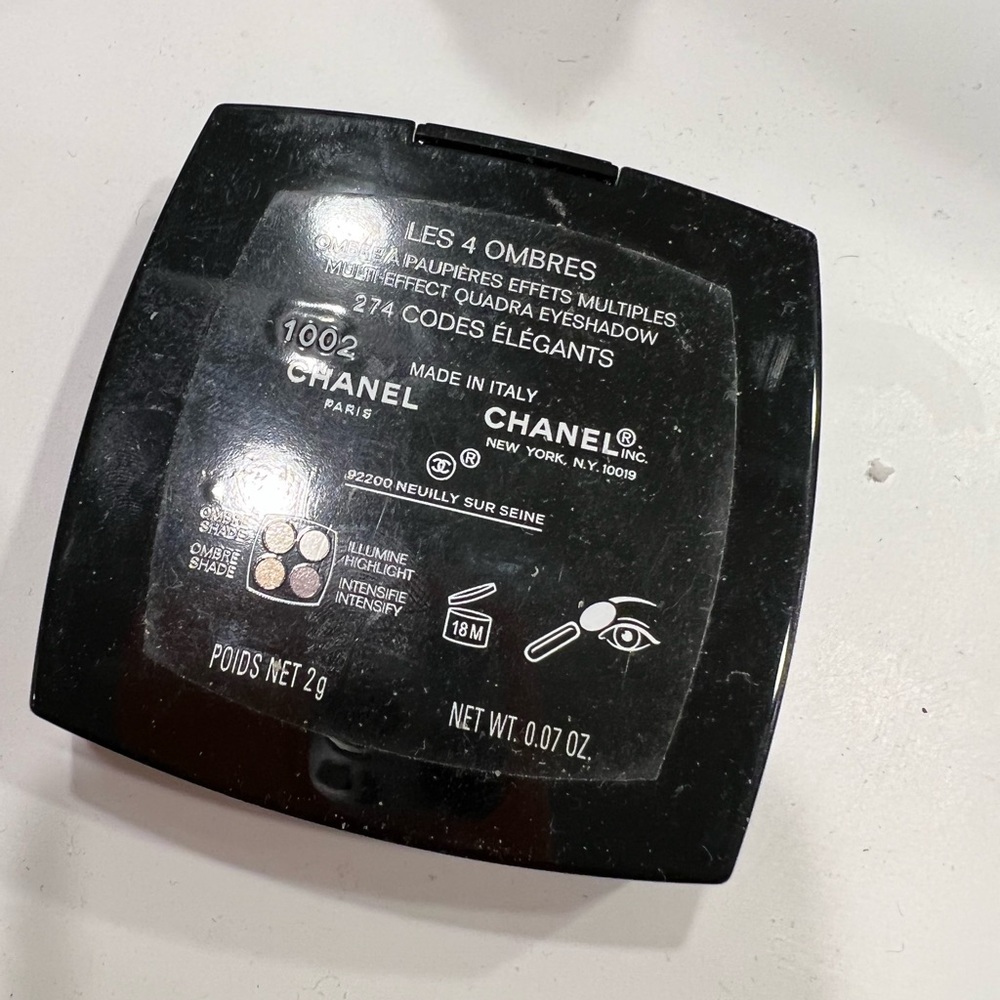 LES 4 OMBRES
OMBRE À PAUPIÈRES EFFETS MULTIPLES
MULTI-EFFECT QUADRA EYESHADOW
274 CODES ÉLÉGANTS
1002
MADE IN ITALY
CHANEL
PARIS
CHANEL®INC.
NEW YORK, N.Y. 10019
®
92200 NEUILLY SUR SEINE
OMBRE
SHADE
ILLUMINE
HIGHLIGHT
OMBRE
SHADE
INTENSIFIE
INTENSIFY
18M
POIDS NET 2g
NET WT. 0.07 OZ.